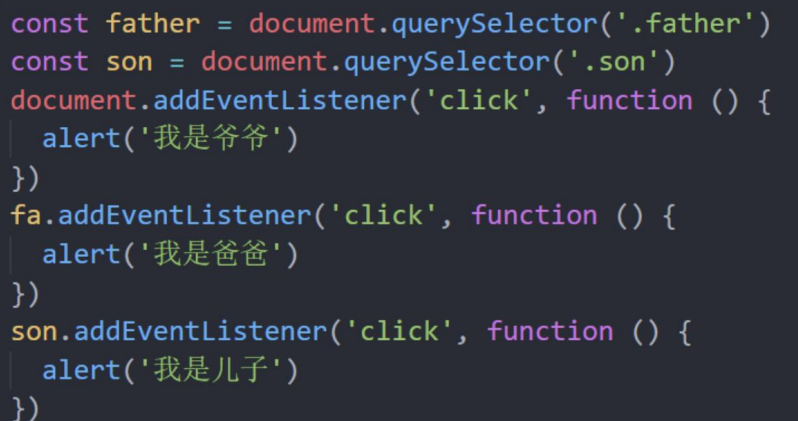 const father = document.querySelector('.father')
const son = document.querySelector('.son')
document.addEventListener('click', function () {
  alert('我是爷爷')
})
fa.addEventListener('click', function () {
  alert('我是爸爸')
})
son.addEventListener('click', function () {
  alert('我是儿子')
})